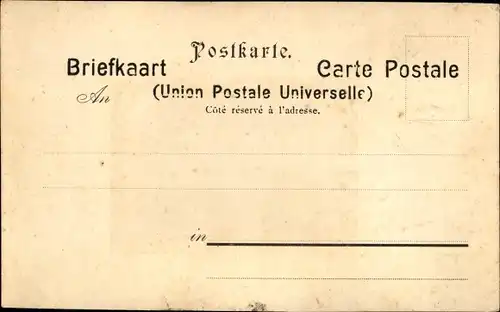 Postkarte.
Briefkaart Carte Postale
An (Union Postale Universelle)
Côté réservé à l'adresse.
in